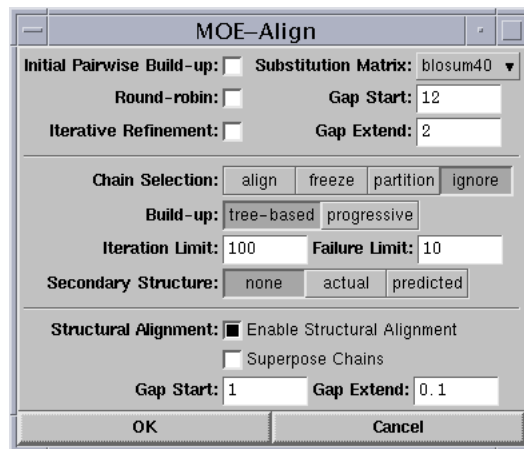 MOE-Align
Initial Pairwise Build-up: Substitution Matrix: blosum40
Round-robin: Gap Start: 12
Iterative Refinement: Gap Extend: 2
Chain Selection: align freeze partition ignore
Build-up: tree-based progressive
Iteration Limit: 100 Failure Limit: 10
Secondary Structure: none actual predicted
Structural Alignment: Enable Structural Alignment
Superpose Chains
Gap Start: 1 Gap Extend: 0.1
OK Cancel